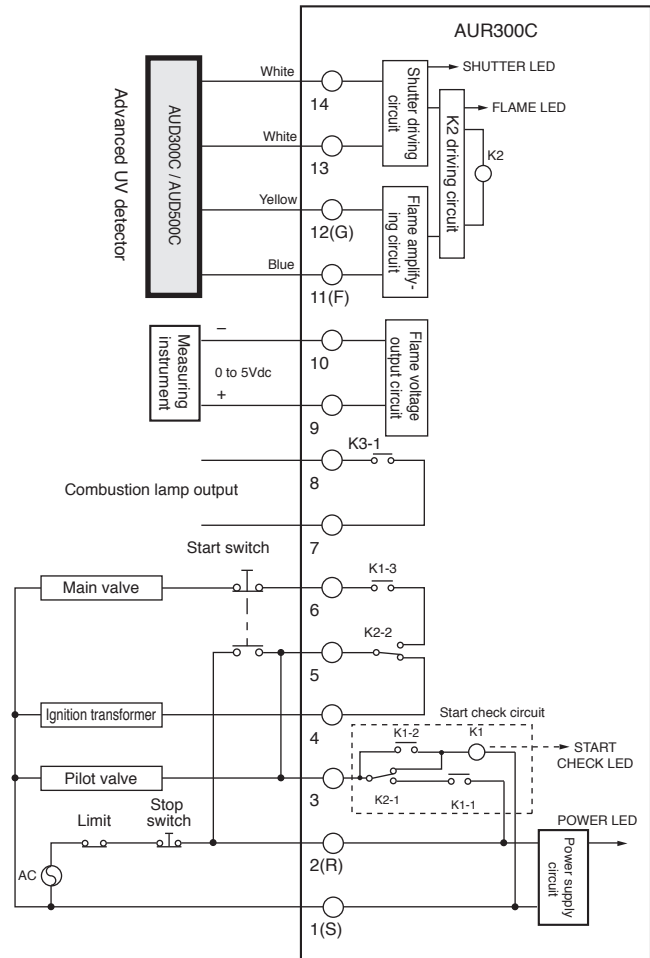 AUR300C
White
14
Shutter driving
circuit
SHUTTER LED
FLAME LED
K2 driving circuit
K2
Advanced UV detector
AUD300C / AUD500C
White
13
Yellow
12(G)
Flame amplify-
ing circuit
Blue
11(F)
Measuring
instrument
–
10
0 to 5Vdc
+
9
Flame voltage
output circuit
K3-1
8
Combustion lamp output
7
Start switch
Main valve
6
K1-3
K2-2
5
Ignition transformer
4
Start check circuit
K1-2
K1
START
CHECK LED
Pilot valve
3
K2-1
K1-1
Limit
Stop
switch
POWER LED
2(R)
Power supply
circuit
AC
1(S)